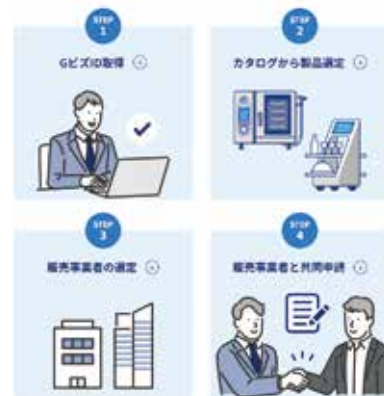 STEP
1
GビズID取得
STEP
2
カタログから製品選定
STEP
3
販売事業者の選定
STEP
4
販売事業者と共同申請